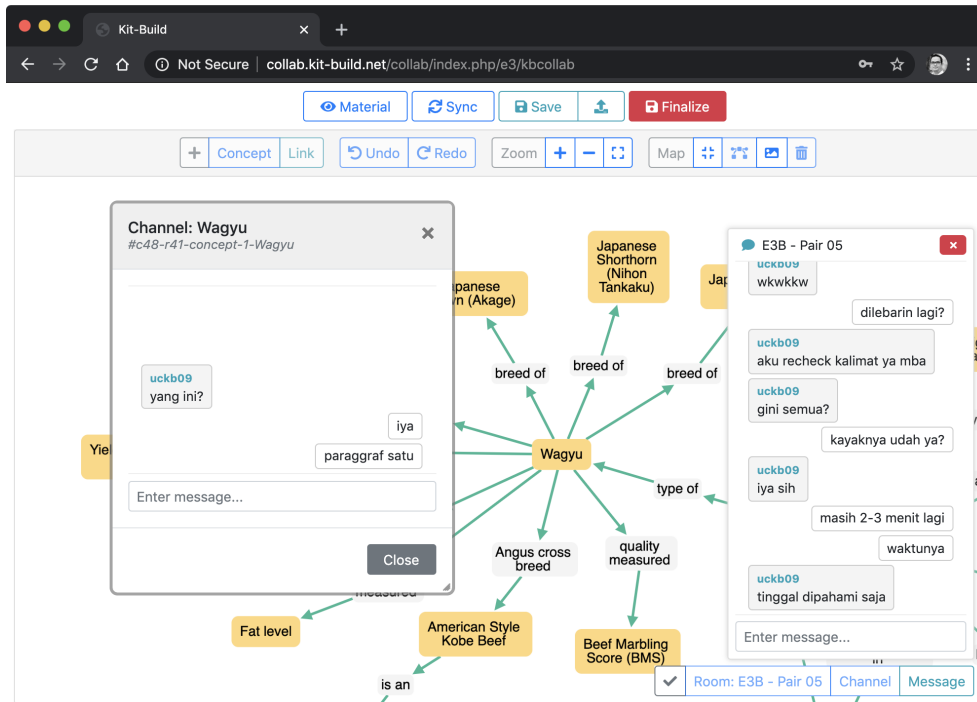 Kit-Build
Not Secure
collab.kit-build.net/collab/index.php/e3/kbcollab
Material
Sync
Save
Finalize
Concept
Link
Undo
Redo
Zoom
Map
Channel: Wagyu
#c48-r41-concept-1-Wagyu
uckb09
yang ini?
iya
paraggraf satu
Enter message...
Close
Japanese
Shorthorn
(Nihon
Tankaku)
breed of
breed of
breed of
Wagyu
type of
Angus cross
breed
quality
measured
measured
Fat level
American Style
Kobe Beef
Beef Marbling
Score (BMS)
is an
in
E3B - Pair 05
uckb09
wkwkkw
dilebarin lagi?
uckb09
aku recheck kalimat ya mba
uckb09
gini semua?
kayaknya udah ya?
uckb09
iya sih
masih 2-3 menit lagi
waktunya
uckb09
tinggal dipahami saja
Enter message...
Room: E3B - Pair 05
Channel
Message